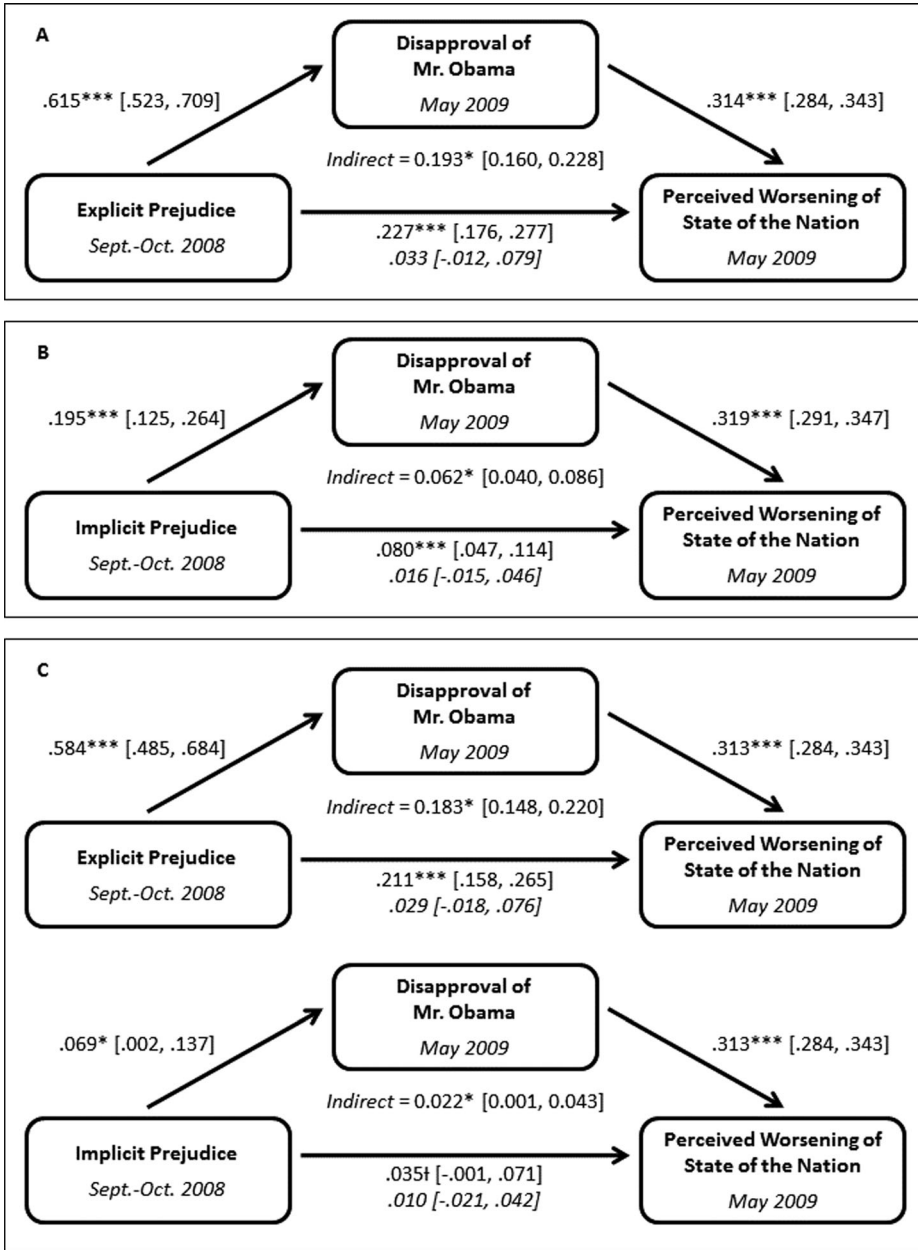 A
Disapproval of
Mr. Obama
May 2009
.615*** [.523, .709]
.314*** [.284, .343]
Indirect = 0.193* [0.160, 0.228]
Explicit Prejudice
Sept.-Oct. 2008
.227*** [.176, .277]
.033 [-.012, .079]
Perceived Worsening of
State of the Nation
May 2009
B
Disapproval of
Mr. Obama
May 2009
.195*** [.125, .264]
.319*** [.291, .347]
Indirect = 0.062* [0.040, 0.086]
Implicit Prejudice
Sept.-Oct. 2008
.080*** [.047, .114]
.016 [-.015, .046]
Perceived Worsening of
State of the Nation
May 2009
C
Disapproval of
Mr. Obama
May 2009
.584*** [.485, .684]
.313*** [.284, .343]
Indirect = 0.183* [0.148, 0.220]
Explicit Prejudice
Sept.-Oct. 2008
.211*** [.158, .265]
.029 [-.018, .076]
Perceived Worsening of
State of the Nation
May 2009
Disapproval of
Mr. Obama
May 2009
.069* [.002, .137]
.313*** [.284, .343]
Indirect = 0.022* [0.001, 0.043]
Implicit Prejudice
Sept.-Oct. 2008
.035ƚ [-.001, .071]
.010 [-.021, .042]
Perceived Worsening of
State of the Nation
May 2009